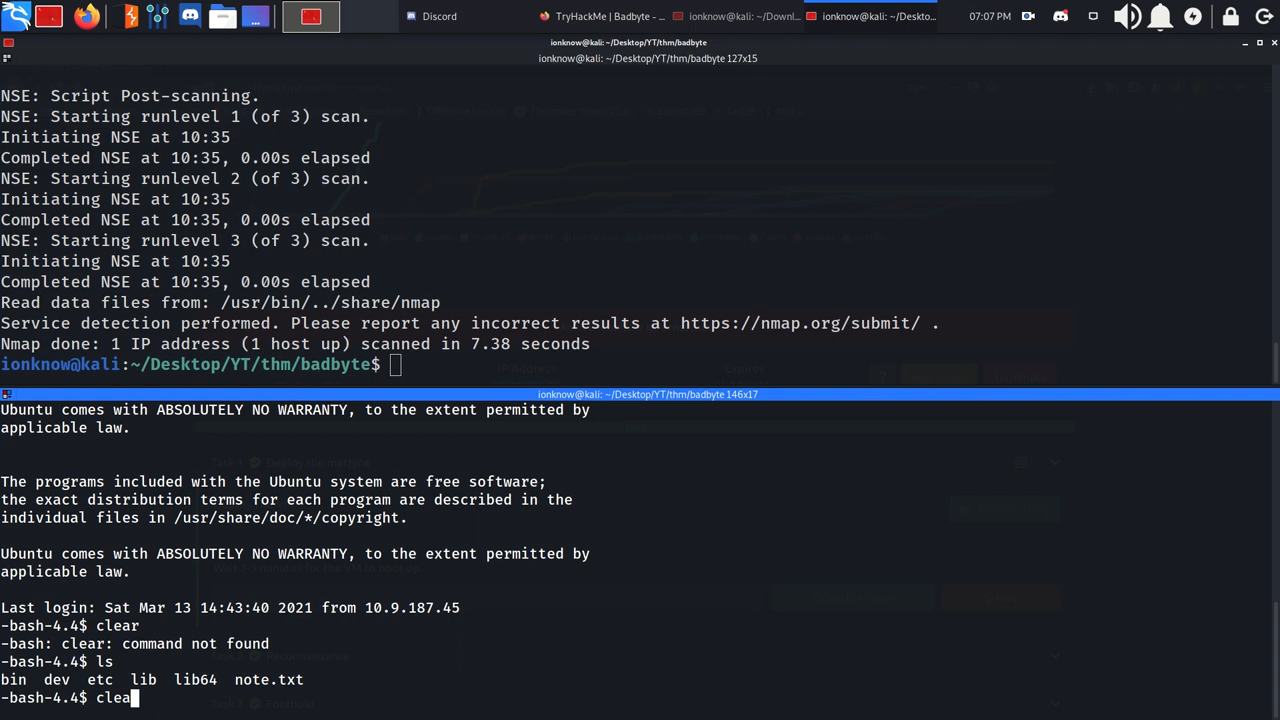 Discord
TryHackMe | Badbyte - ...
ionknow@kali: ~/Downl...
ionknow@kali: ~/Deskto...
07:07 PM
ionknow@kali: ~/Desktop/YT/thm/badbyte
ionknow@kali: ~/Desktop/YT/thm/badbyte 127x15
NSE: Script Post-scanning.
NSE: Starting runlevel 1 (of 3) scan.
Initiating NSE at 10:35
Completed NSE at 10:35, 0.00s elapsed
NSE: Starting runlevel 2 (of 3) scan.
Initiating NSE at 10:35
Completed NSE at 10:35, 0.00s elapsed
NSE: Starting runlevel 3 (of 3) scan.
Initiating NSE at 10:35
Completed NSE at 10:35, 0.00s elapsed
Read data files from: /usr/bin/../share/nmap
Service detection performed. Please report any incorrect results at https://nmap.org/submit/ .
Nmap done: 1 IP address (1 host up) scanned in 7.38 seconds
ionknow@kali:~/Desktop/YT/thm/badbyte$
IP Address
Expires
ionknow@kali: ~/Desktop/YT/thm/badbyte 146x17
Ubuntu comes with ABSOLUTELY NO WARRANTY, to the extent permitted by
applicable law.
Task 1 Deploy the machine
The programs included with the Ubuntu system are free software;
the exact distribution terms for each program are described in the
individual files in /usr/share/doc/*/copyright.
Ubuntu comes with ABSOLUTELY NO WARRANTY, to the extent permitted by
applicable law.
Last login: Sat Mar 13 14:43:40 2021 from 10.9.187.45
-bash-4.4$ clear
-bash: clear: command not found
-bash-4.4$ ls
bin dev etc lib lib64 note.txt
-bash-4.4$ clea